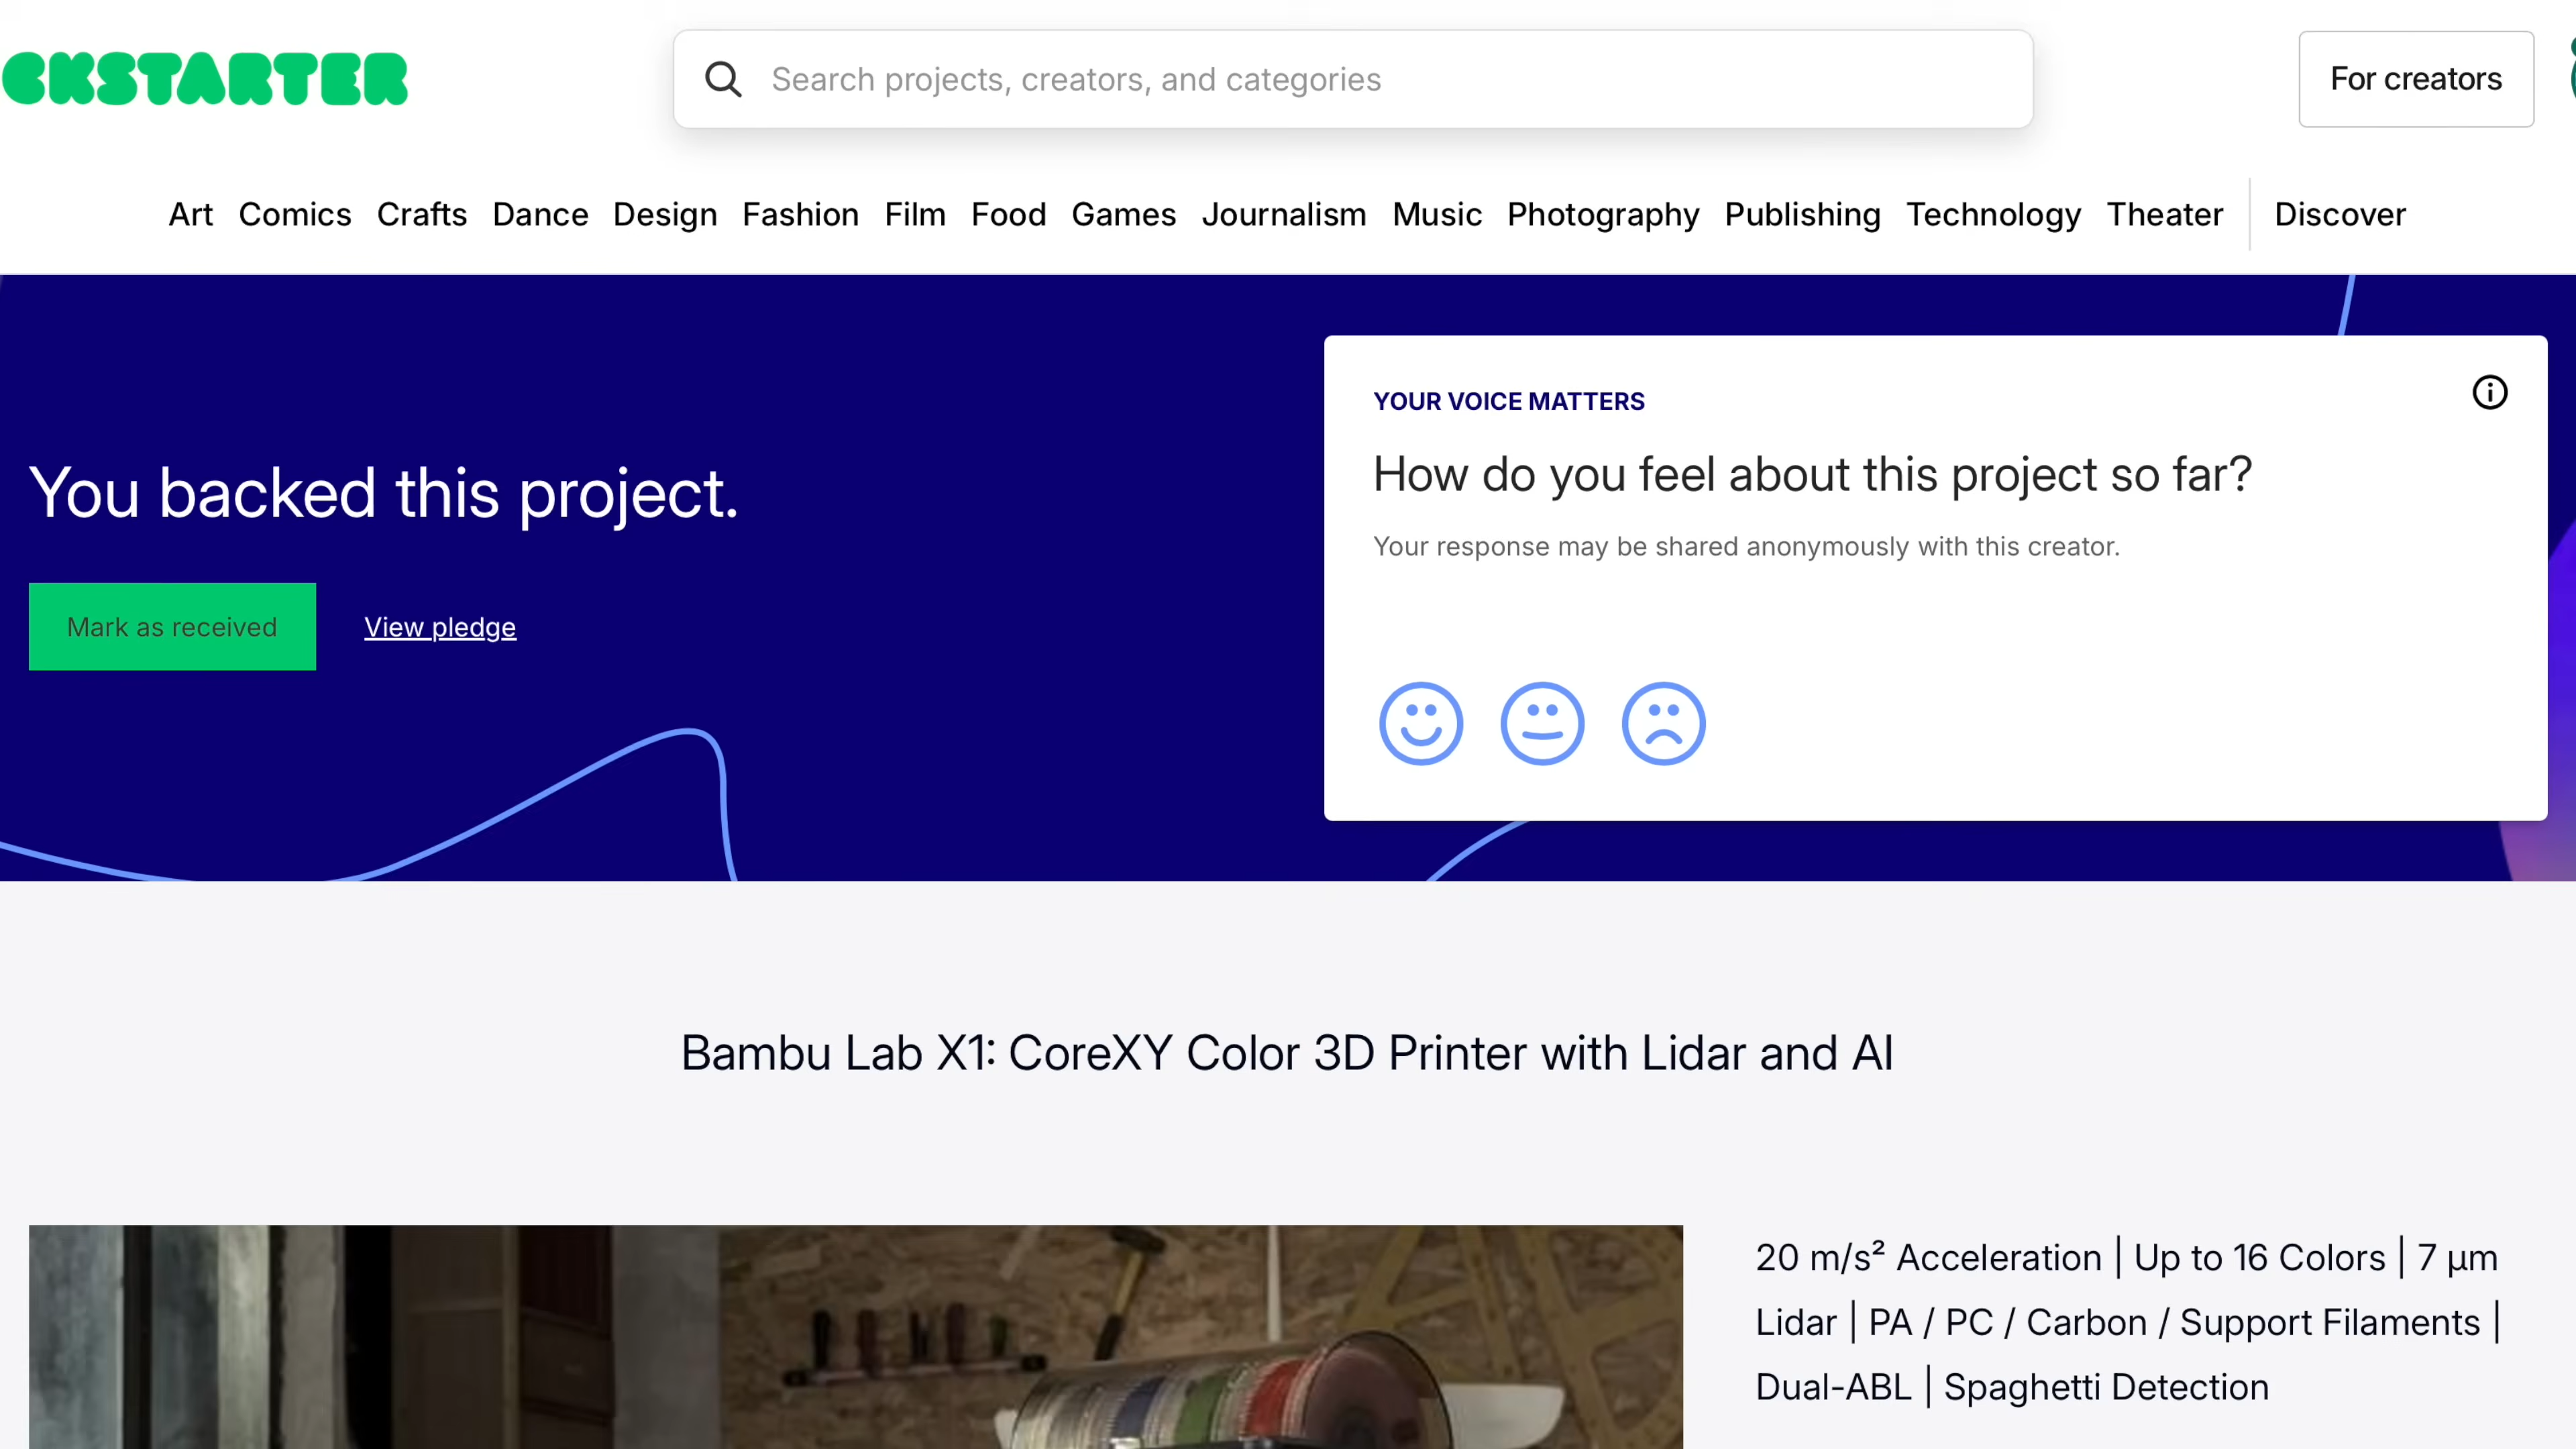 CKSTARTER
Search projects, creators, and categories
For creators
Art Comics Crafts Dance Design Fashion Film Food Games Journalism Music Photography Publishing Technology Theater Discover
You backed this project.
Mark as received View pledge
YOUR VOICE MATTERS
How do you feel about this project so far?
Your response may be shared anonymously with this creator.
Bambu Lab X1: CoreXY Color 3D Printer with Lidar and AI
20 m/s² Acceleration | Up to 16 Colors | 7 μm
Lidar | PA / PC / Carbon / Support Filaments |
Dual-ABL | Spaghetti Detection